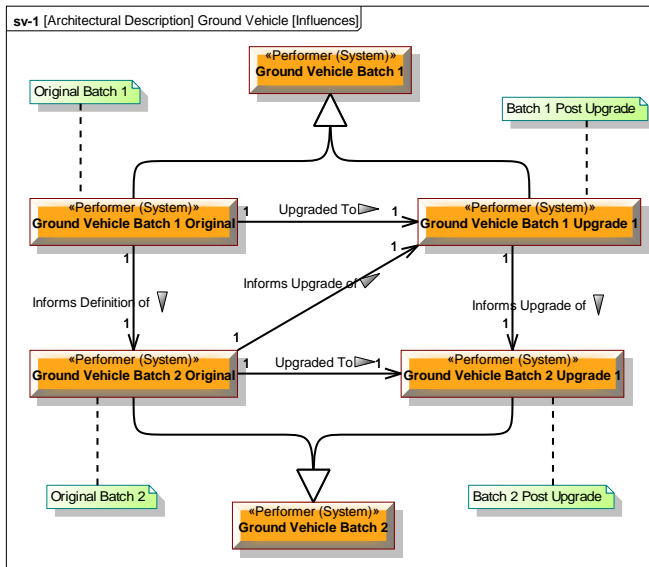 sv-1 [Architectural Description] Ground Vehicle [Influences]
«Performer (System)»
Ground Vehicle Batch 1
Original Batch 1
Batch 1 Post Upgrade
«Performer (System)»
Ground Vehicle Batch 1 Original
1
Upgraded To
1
«Performer (System)»
Ground Vehicle Batch 1 Upgrade 1
1
1
1
Informs Definition of
Informs Upgrade of
Informs Upgrade of
1
1
1
«Performer (System)»
Ground Vehicle Batch 2 Original
1
Upgraded To
1
«Performer (System)»
Ground Vehicle Batch 2 Upgrade 1
Original Batch 2
Batch 2 Post Upgrade
«Performer (System)»
Ground Vehicle Batch 2